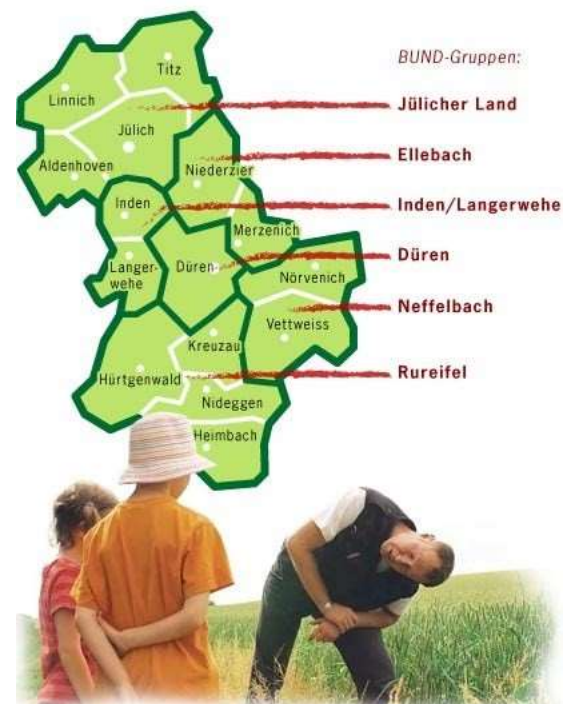 BUND-Gruppen:
Titz
Linnich
Jülicher Land
Jülich
Ellebach
Aldenhoven
Niederzier
Inden
Inden/Langerwehe
Merzenich
Düren
Langer-
wehe
Düren
Nörvenich
Neffelbach
Vettweiss
Kreuzau
Rureifel
Hürtgenwald
Nideggen
Heimbach